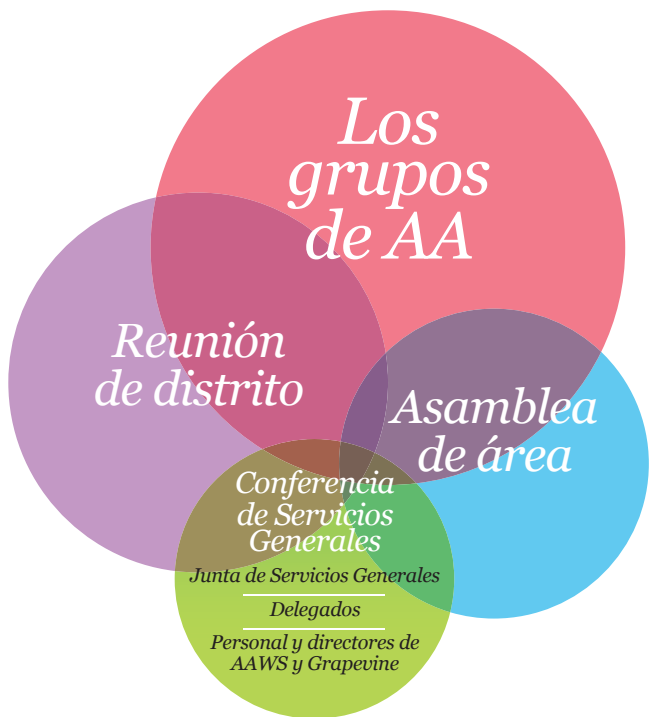 Los
grupos
de AA
Reunión
de distrito
Asamblea
de área
Conferencia
de Servicios
Generales
Junta de Servicios Generales
Delegados
Personal y directores de
AAWS y Grapevine